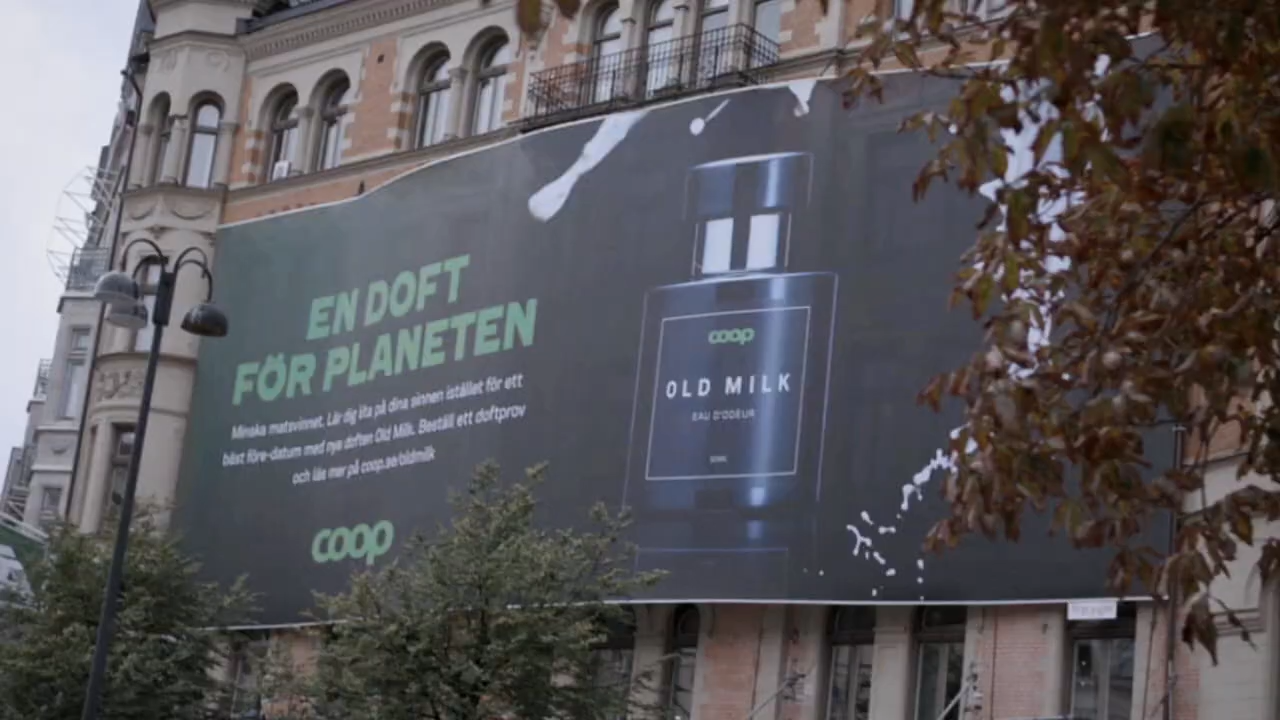 EN DOFT
FÖR PLANETEN
Minska matsvinnet. Lär dig lita på dina sinnen istället för ett
bäst före-datum med nya doften Old Milk. Beställ ett doftprov
och läs mer på coop.se/oldmilk
coop
coop
OLD MILK
EAU D'ODEUR
50ML